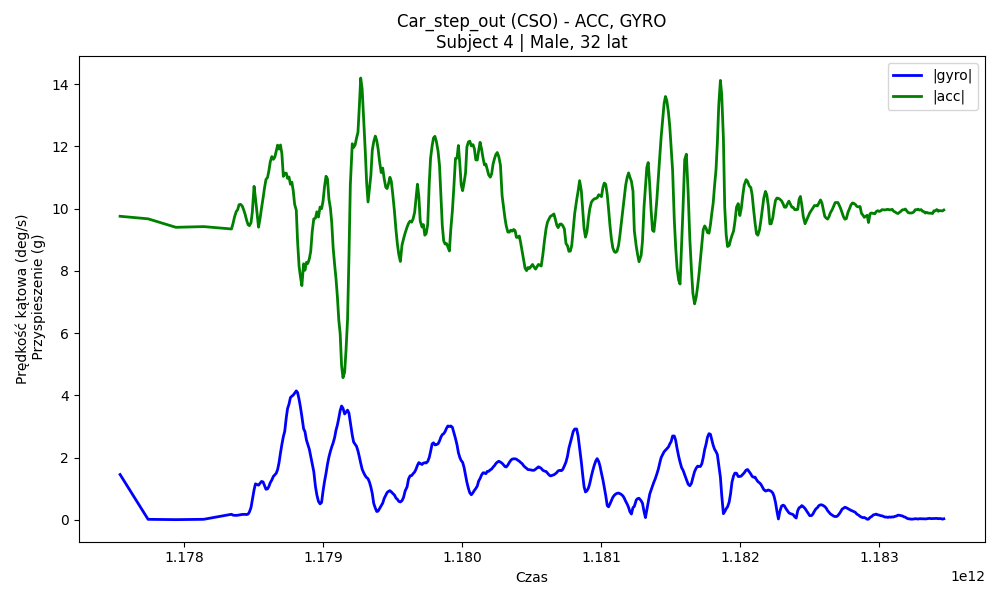 Car_step_out (CSO) - ACC, GYRO
Subject 4 | Male, 32 lat
|gyro|
|acc|
Prędkość kątowa (deg/s)
Przyspieszenie (g)
14
12
10
8
6
4
2
0
1.178
1.179
1.180
1.181
1.182
1.183
1e12
Czas